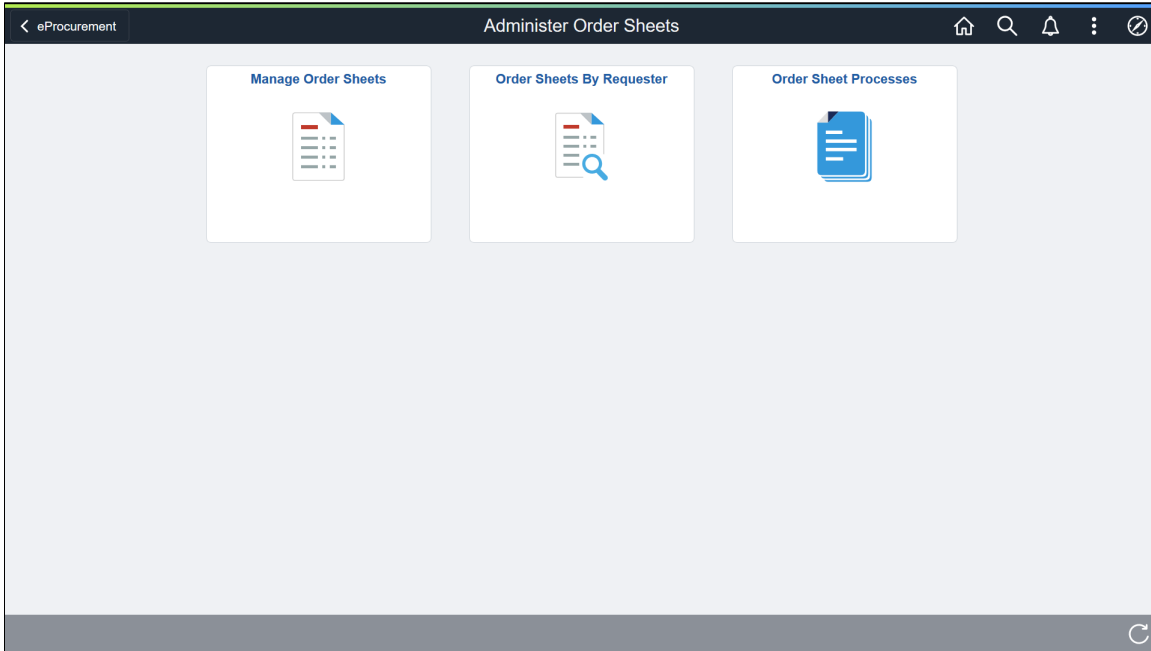 eProcurement
Administer Order Sheets
Manage Order Sheets
Order Sheets By Requester
Order Sheet Processes